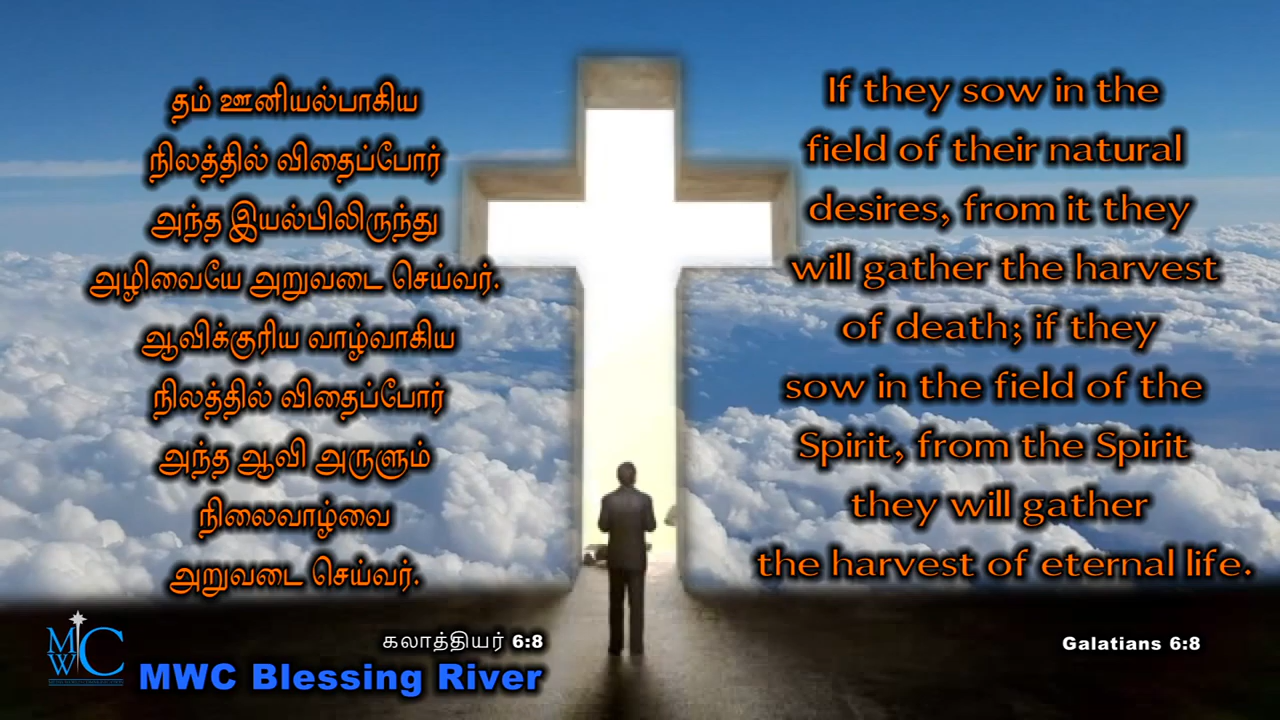 தம் ஊனியல்பாகிய
நிலத்தில் விதைப்போர்
அந்த இயல்பிலிருந்து
அழிவையே அறுவடை செய்வர்.
ஆவிக்குரிய வாழ்வாகிய
நிலத்தில் விதைப்போர்
அந்த ஆவி அருளும்
நிலைவாழ்வை
அறுவடை செய்வர்.
கலாத்தியர் 6:8
If they sow in the
field of their natural
desires, from it they
will gather the harvest
of death; if they
sow in the field of the
Spirit, from the Spirit
they will gather
the harvest of eternal life.
Galatians 6:8
MWC
MWC Blessing River